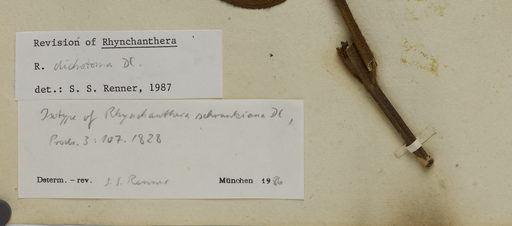 Revision of Rhynchanthera
R. dichotoma DC.
det.: S. S. Renner, 1987
Isotype of Rhynchanthera schrankiana DC,
Prodr. 3: 107. 1828
Determ. – rev. S. S. Renner München 1986